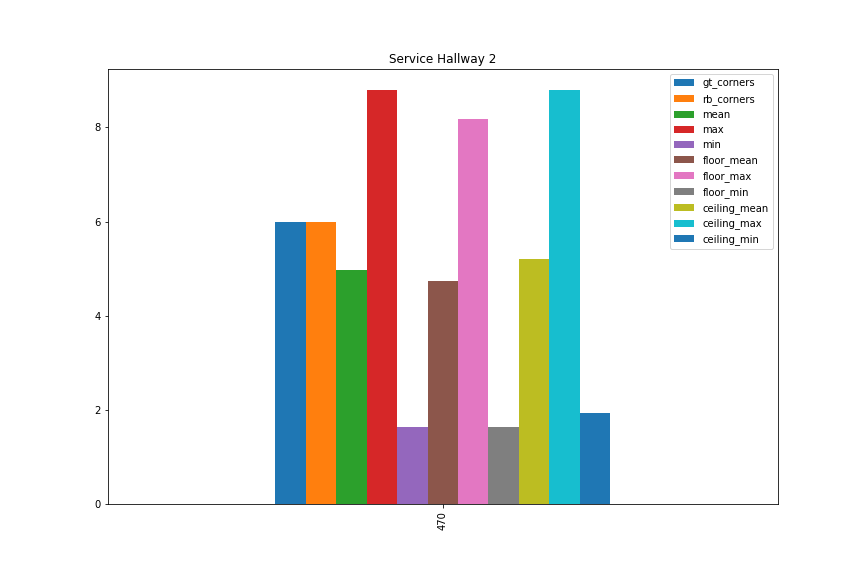 Service Hallway 2
gt_corners
rb_corners
mean
max
min
floor_mean
floor_max
floor_min
ceiling_mean
ceiling_max
ceiling_min
8
6
4
2
0
470